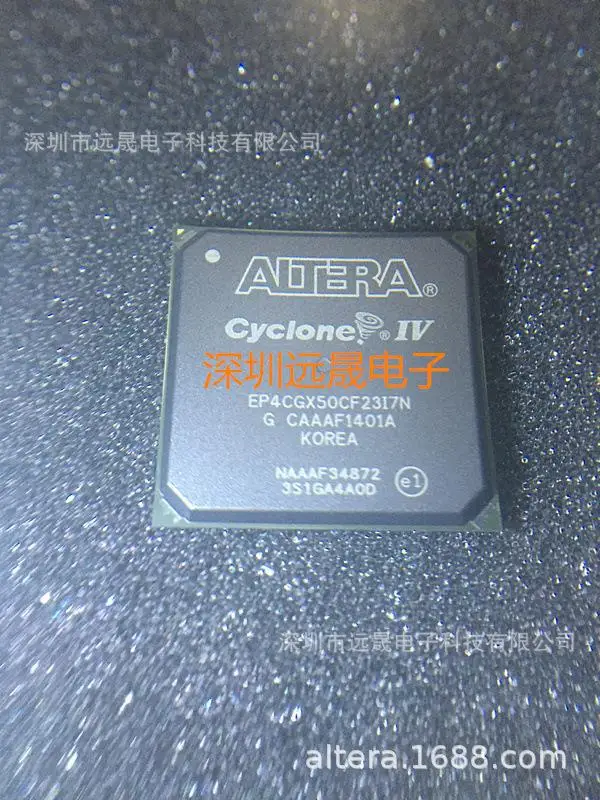 深圳市远晟电子科技有限公司
ALTERA®
Cyclone® IV
深圳远晟电子
EP4CGX50CF23I7N
G CAAAF1401A
KOREA
NAAAF34872
3S1GA4A0D e1
深圳市远晟电子科技有限公司
altera.1688.com